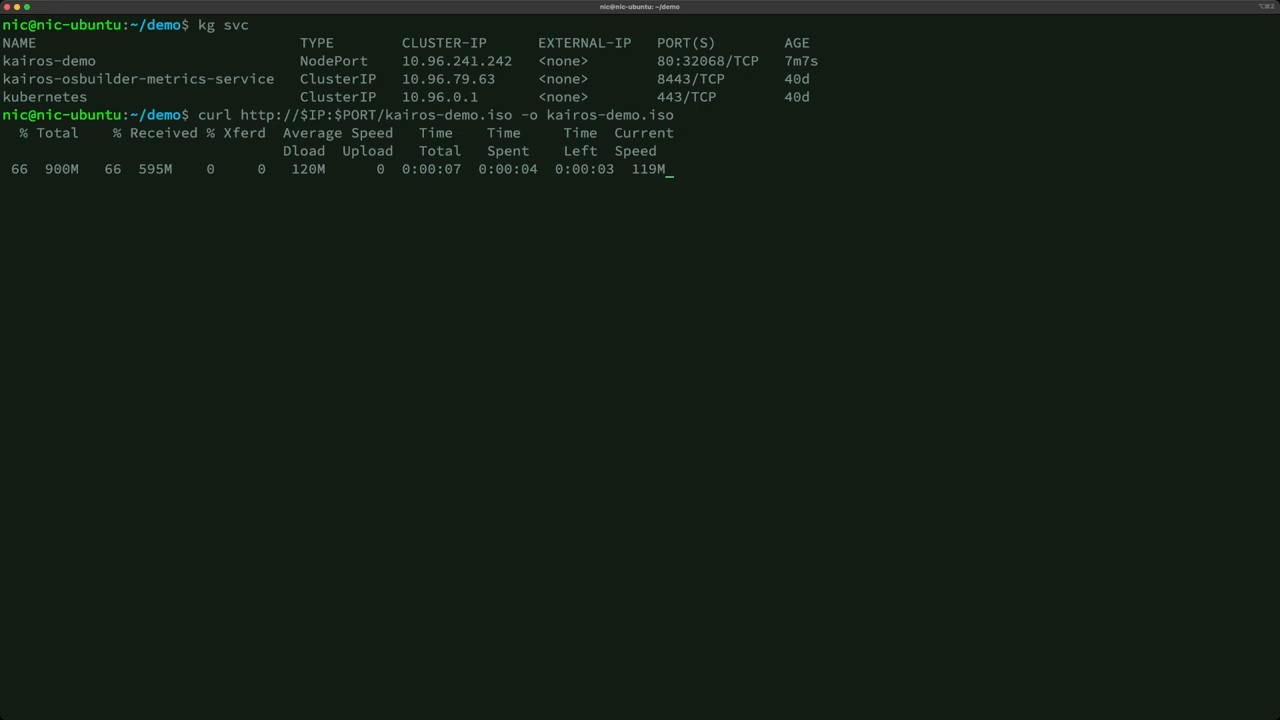 nic@nic-ubuntu: ~/demo
nic@nic-ubuntu:~/demo$ kg svc
NAME TYPE CLUSTER-IP EXTERNAL-IP PORT(S) AGE
kairos-demo NodePort 10.96.241.242 <none> 80:32068/TCP 7m7s
kairos-osbuilder-metrics-service ClusterIP 10.96.79.63 <none> 8443/TCP 40d
kubernetes ClusterIP 10.96.0.1 <none> 443/TCP 40d
nic@nic-ubuntu:~/demo$ curl http://$IP:$PORT/kairos-demo.iso -o kairos-demo.iso
% Total % Received % Xferd Average Speed Time Time Time Current
Dload Upload Total Spent Left Speed
66 900M 66 595M 0 0 120M 0 0:00:07 0:00:04 0:00:03 119M_